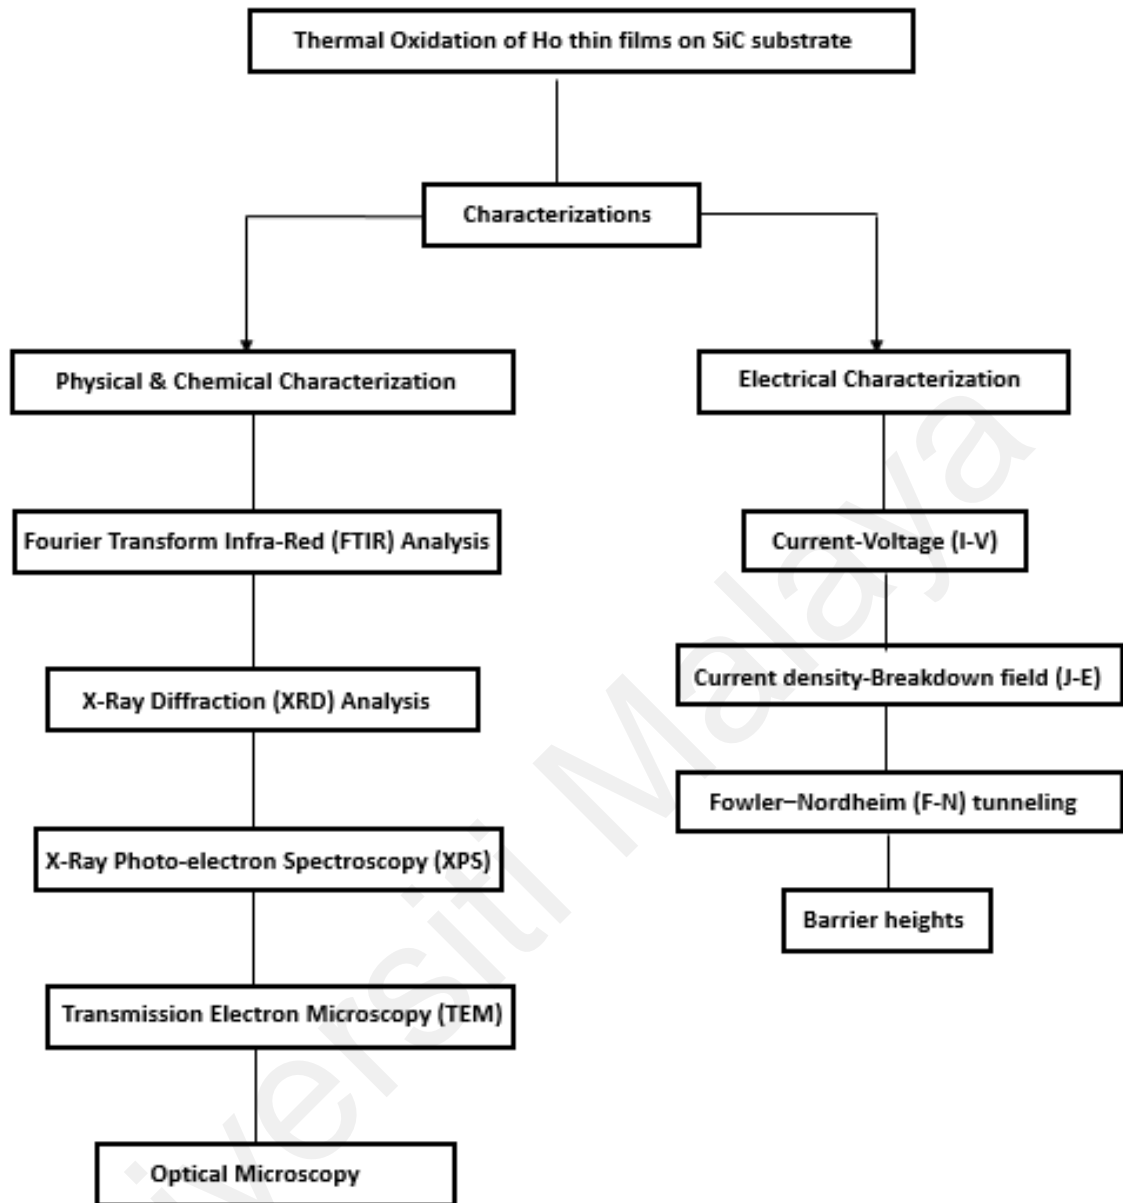 Thermal Oxidation of Ho thin films on SiC substrate
Characterizations
Physical & Chemical Characterization
Fourier Transform Infra-Red (FTIR) Analysis
X-Ray Diffraction (XRD) Analysis
X-Ray Photo-electron Spectroscopy (XPS)
Transmission Electron Microscopy (TEM)
Optical Microscopy
Electrical Characterization
Current-Voltage (I-V)
Current density-Breakdown field (J-E)
Fowler–Nordheim (F-N) tunneling
Barrier heights
iversiti Malaya